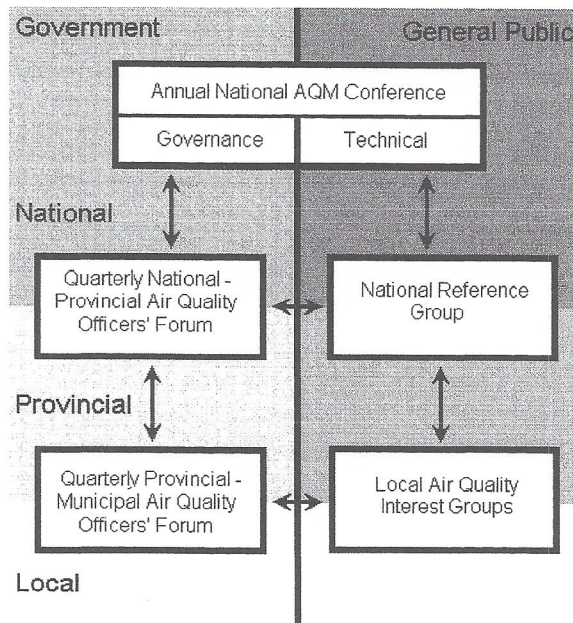 Government
General Public
Annual National AQM Conference
Governance
Technical
National
Quarterly National -
Provincial Air Quality
Officers' Forum
National Reference
Group
Provincial
Quarterly Provincial -
Municipal Air Quality
Officers' Forum
Local Air Quality
Interest Groups
Local